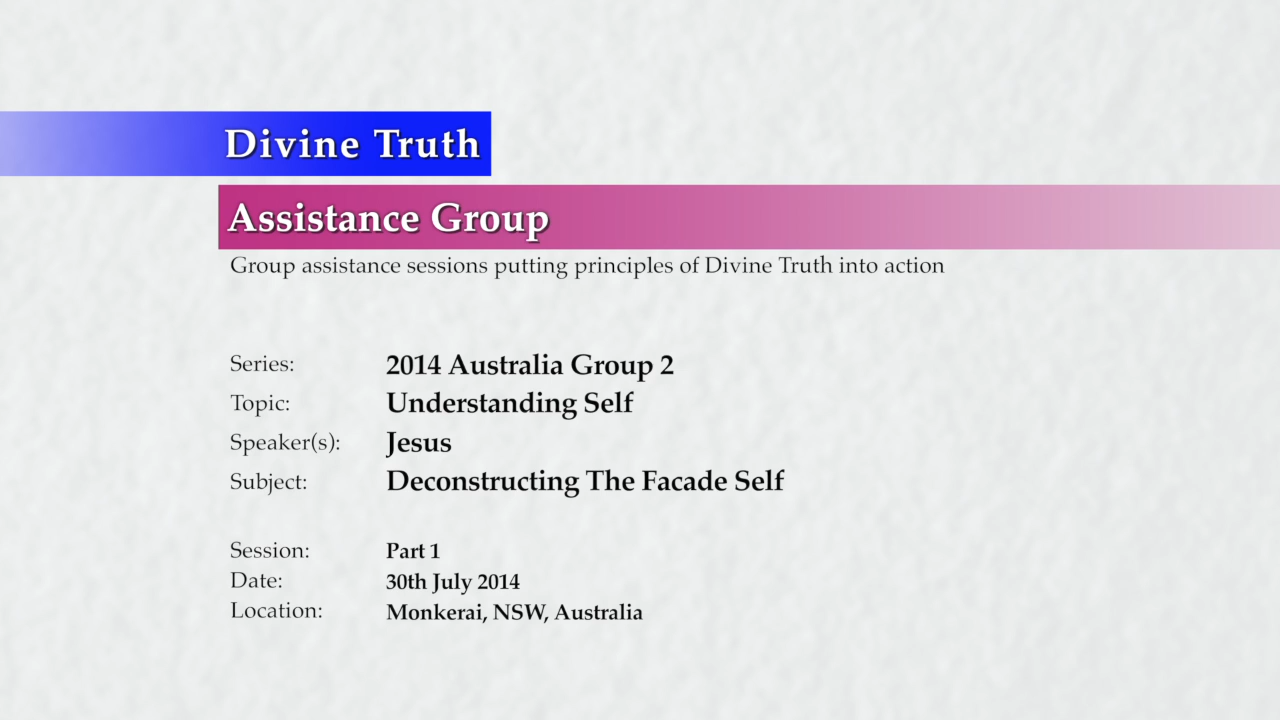 Divine Truth
Assistance Group
Group assistance sessions putting principles of Divine Truth into action
Series: 2014 Australia Group 2
Topic: Understanding Self
Speaker(s): Jesus
Subject: Deconstructing The Facade Self
Session: Part 1
Date: 30th July 2014
Location: Monkerai, NSW, Australia